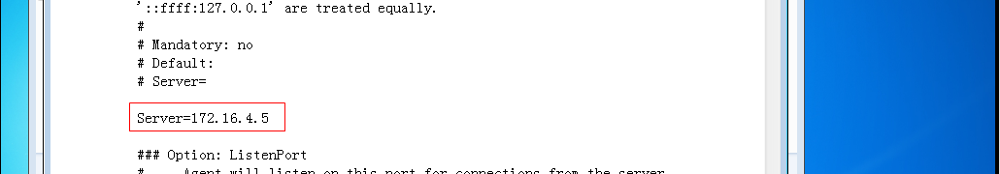 '::ffff:127.0.0.1' are treated equally.
#
# Mandatory: no
# Default:
# Server=
Server=172.16.4.5
### Option: ListenPort
# Agent will listen on this port for connections from the server.